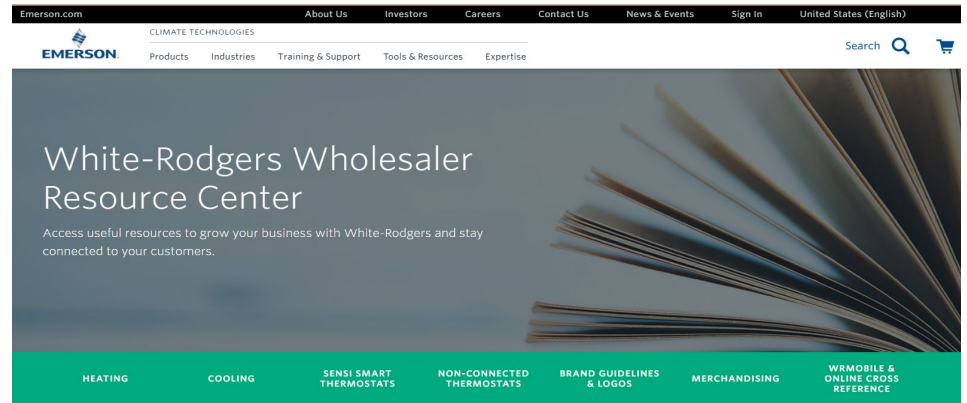 Emerson.com About Us Investors Careers Contact Us News & Events Sign In United States (English)
EMERSON.
CLIMATE TECHNOLOGIES
Products Industries Training & Support Tools & Resources Expertise
Search
White-Rodgers Wholesaler
Resource Center
Access useful resources to grow your business with White-Rodgers and stay
connected to your customers.
HEATING
COOLING
SENSI SMART
THERMOSTATS
NON-CONNECTED
THERMOSTATS
BRAND GUIDELINES
& LOGOS
MERCHANDISING
WRMOBILE &
ONLINE CROSS
REFERENCE